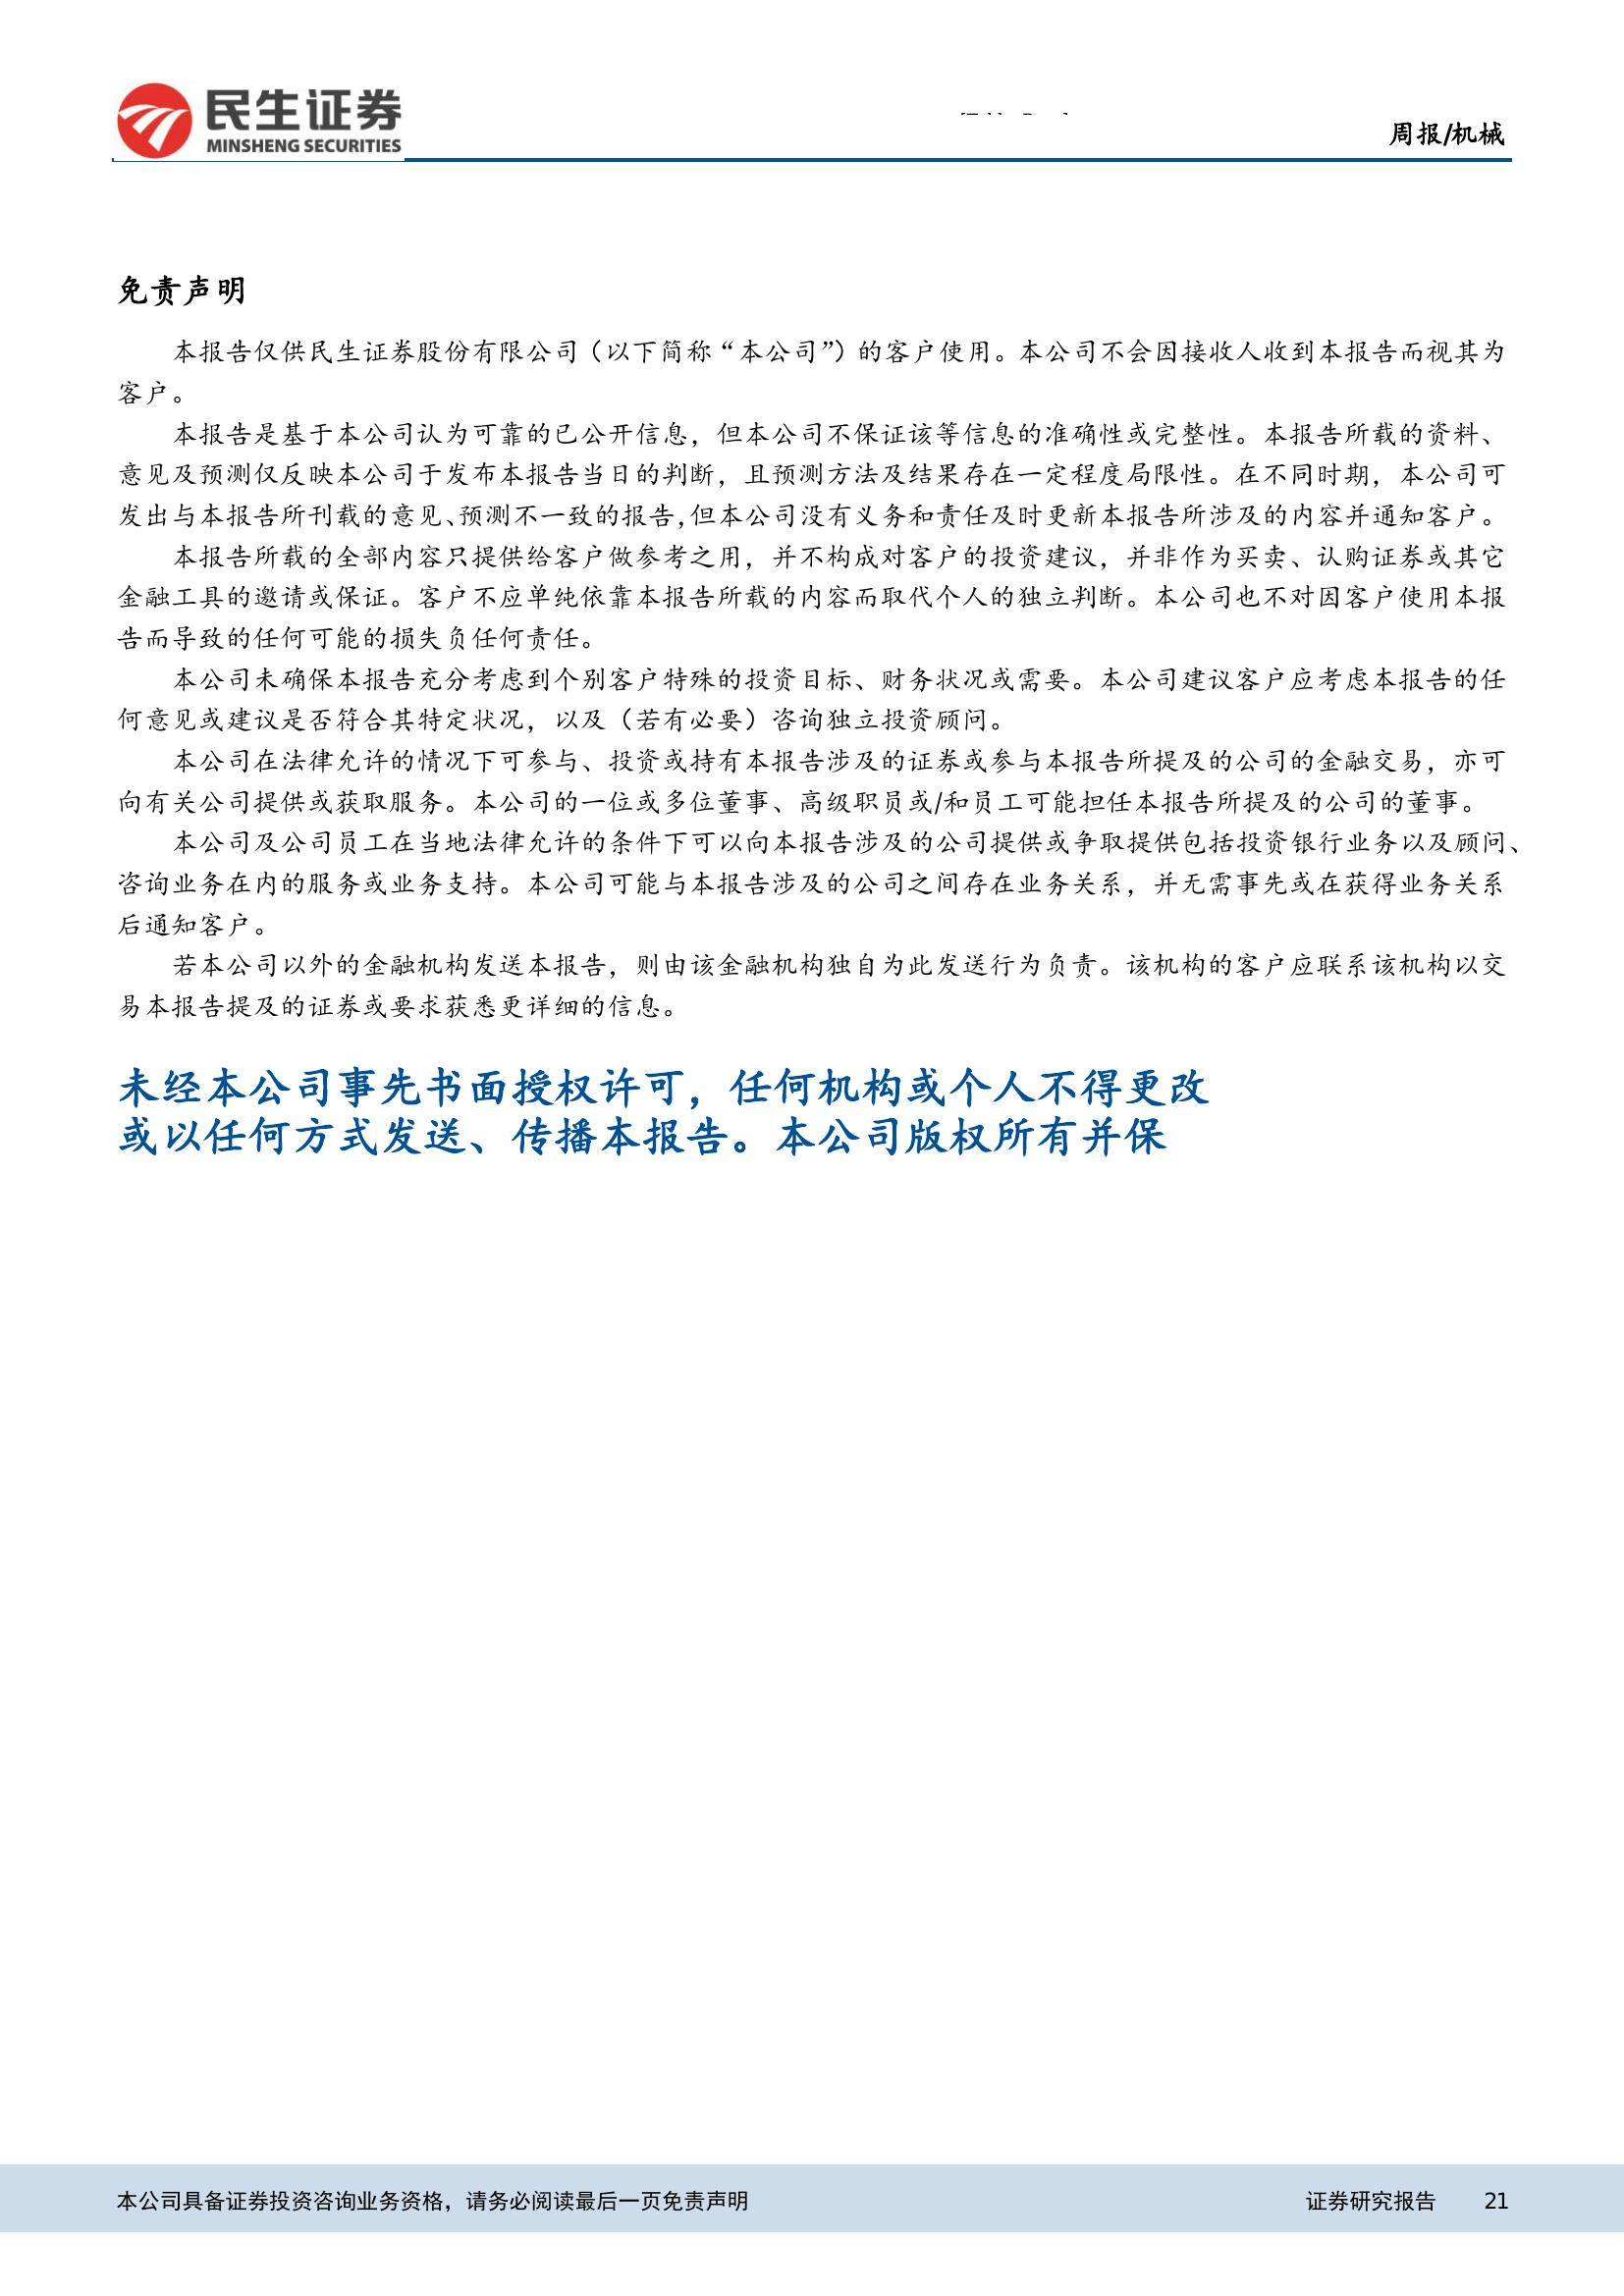 民生证券
MINSHENG SECURITIES
周报/机械
免责声明
本报告仅供民生证券股份有限公司（以下简称“本公司”）的客户使用。本公司不会因接收人收到本报告而视其为
客户。
本报告是基于本公司认为可靠的已公开信息，但本公司不保证该等信息的准确性或完整性。本报告所载的资料、
意见及预测仅反映本公司于发布本报告当日的判断，且预测方法及结果存在一定程度局限性。在不同时期，本公司可
发出与本报告所刊载的意见、预测不一致的报告，但本公司没有义务和责任及时更新本报告所涉及的内容并通知客户。
本报告所载的全部内容只提供给客户做参考之用，并不构成对客户的投资建议，并非作为买卖、认购证券或其它
金融工具的邀请或保证。客户不应单纯依靠本报告所载的内容而取代个人的独立判断。本公司也不对因客户使用本报
告而导致的任何可能的损失负任何责任。
本公司未确保本报告充分考虑到个别客户特殊的投资目标、财务状况或需要。本公司建议客户应考虑本报告的任
何意见或建议是否符合其特定状况，以及（若有必要）咨询独立投资顾问。
本公司在法律允许的情况下可参与、投资或持有本报告涉及的证券或参与本报告所提及的公司的金融交易，亦可
向有关公司提供或获取服务。本公司的一位或多位董事、高级职员或/和员工可能担任本报告所提及的公司的董事。
本公司及公司员工在当地法律允许的条件下可以向本报告涉及的公司提供或争取提供包括投资银行业务以及顾问、
咨询业务在内的服务或业务支持。本公司可能与本报告涉及的公司之间存在业务关系，并无需事先或在获得业务关系
后通知客户。
若本公司以外的金融机构发送本报告，则由该金融机构独自为此发送行为负责。该机构的客户应联系该机构以交
易本报告提及的证券或要求获悉更详细的信息。
未经本公司事先书面授权许可，任何机构或个人不得更改
或以任何方式发送、传播本报告。本公司版权所有并保
本公司具备证券投资咨询业务资格，请务必阅读最后一页免责声明
证券研究报告 21